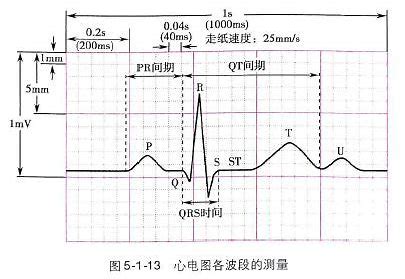 1s
(1000ms)
0.2s
(200ms)
0.04s
(40ms)
走纸速度：25mm/s
1mm
5mm
1mV
PR间期
QT间期
R
P
Q
S
ST
T
U
QRS时间
图5-1-13 心电图各波段的测量